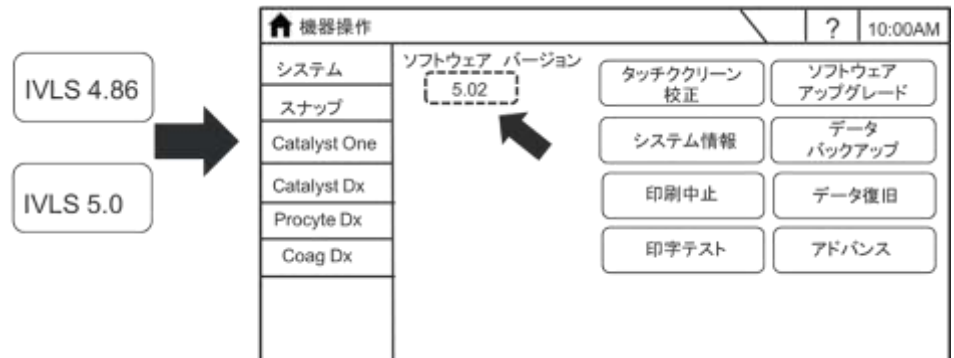 IVLS 4.86
IVLS 5.0
機器操作
? 10:00AM
システム
スナップ
Catalyst One
Catalyst Dx
Procyte Dx
Coag Dx
ソフトウェア バージョン
5.02
タッチククリーン
校正
ソフトウェア
アップグレード
システム情報
データ
バックアップ
印刷中止
データ復旧
印字テスト
アドバンス